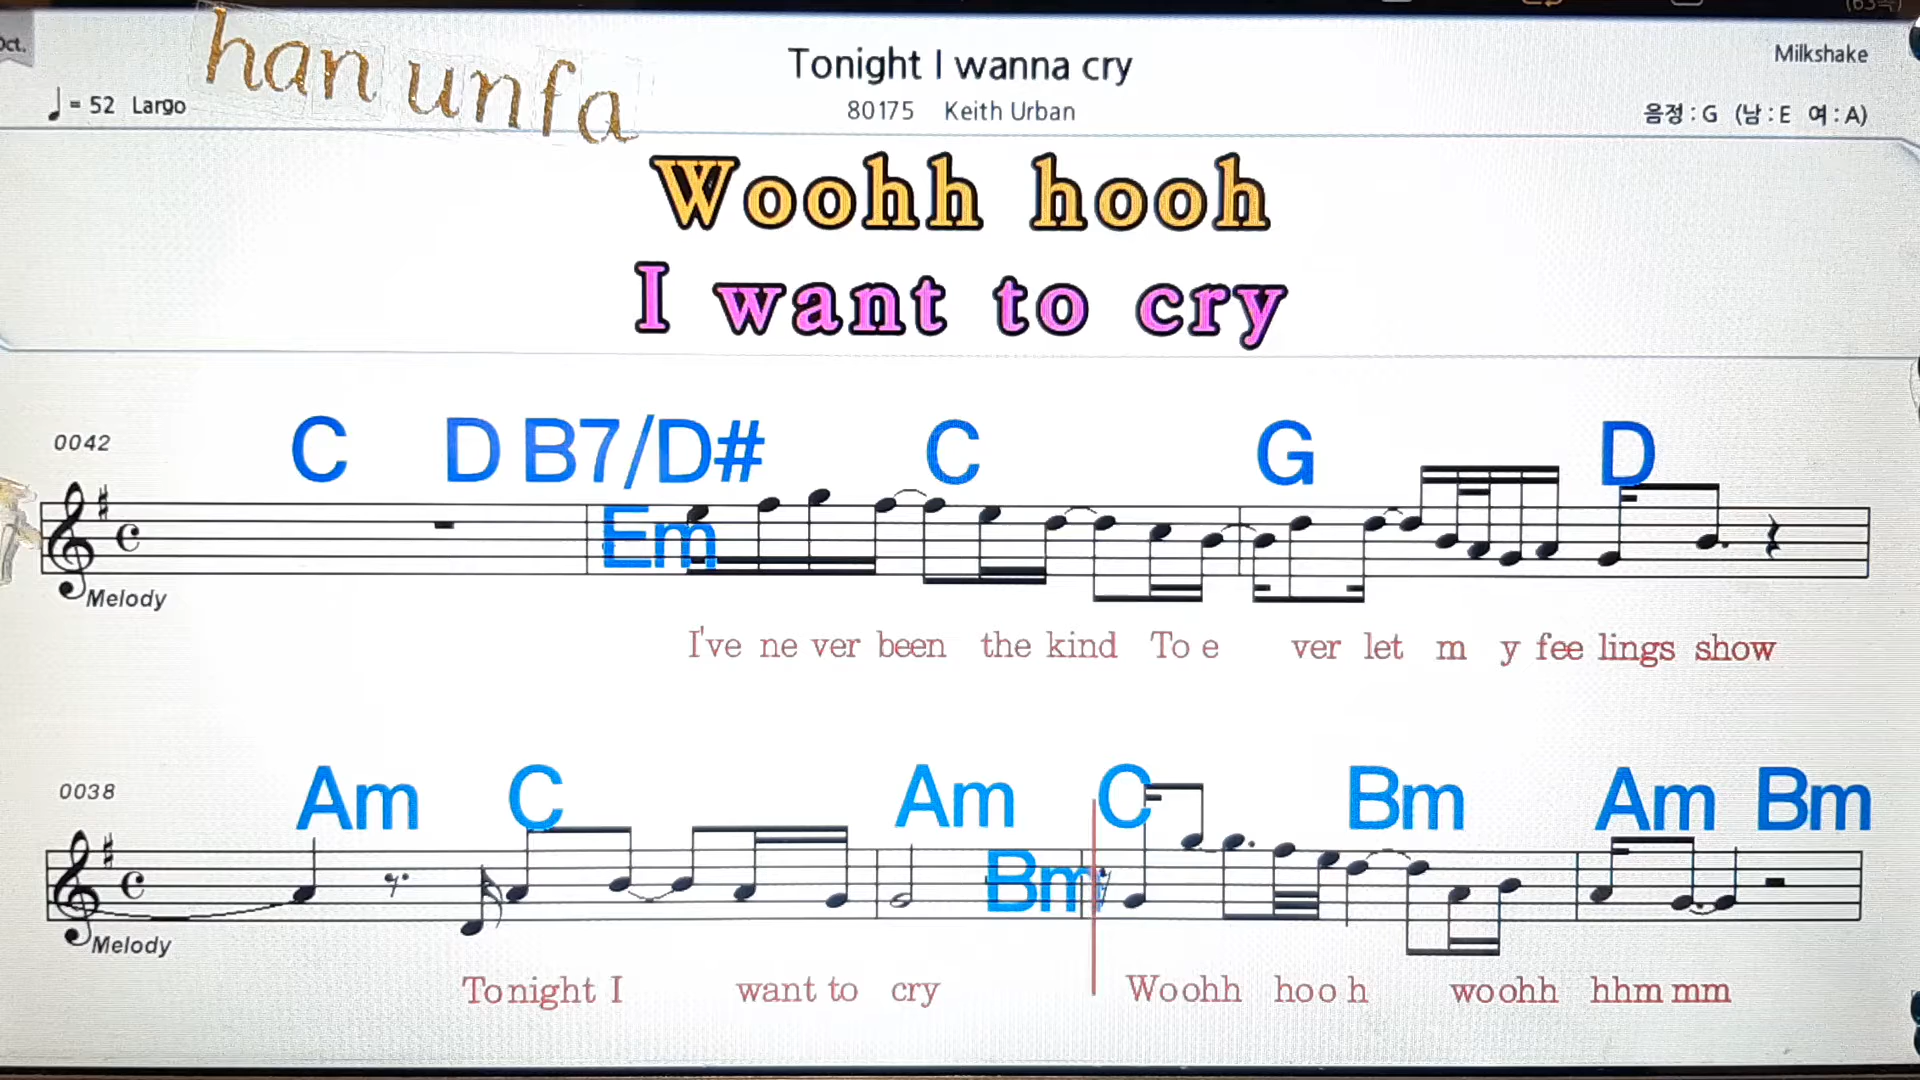 Oct.
han unfa
Tonight I wanna cry
Milkshake
♩ = 52 Largo
80175 Keith Urban
음정 : G (남 : E 여 : A)
Woohh hooh
I want to cry
0042
C D B7/D# C G D
Em
Melody
I've ne ver been the kind To e ver let m y fee lings show
0038
Am C Am C Bm Am Bm
Bm
Melody
Tonight I want to cry Woohh hoo h woohh hhm mm